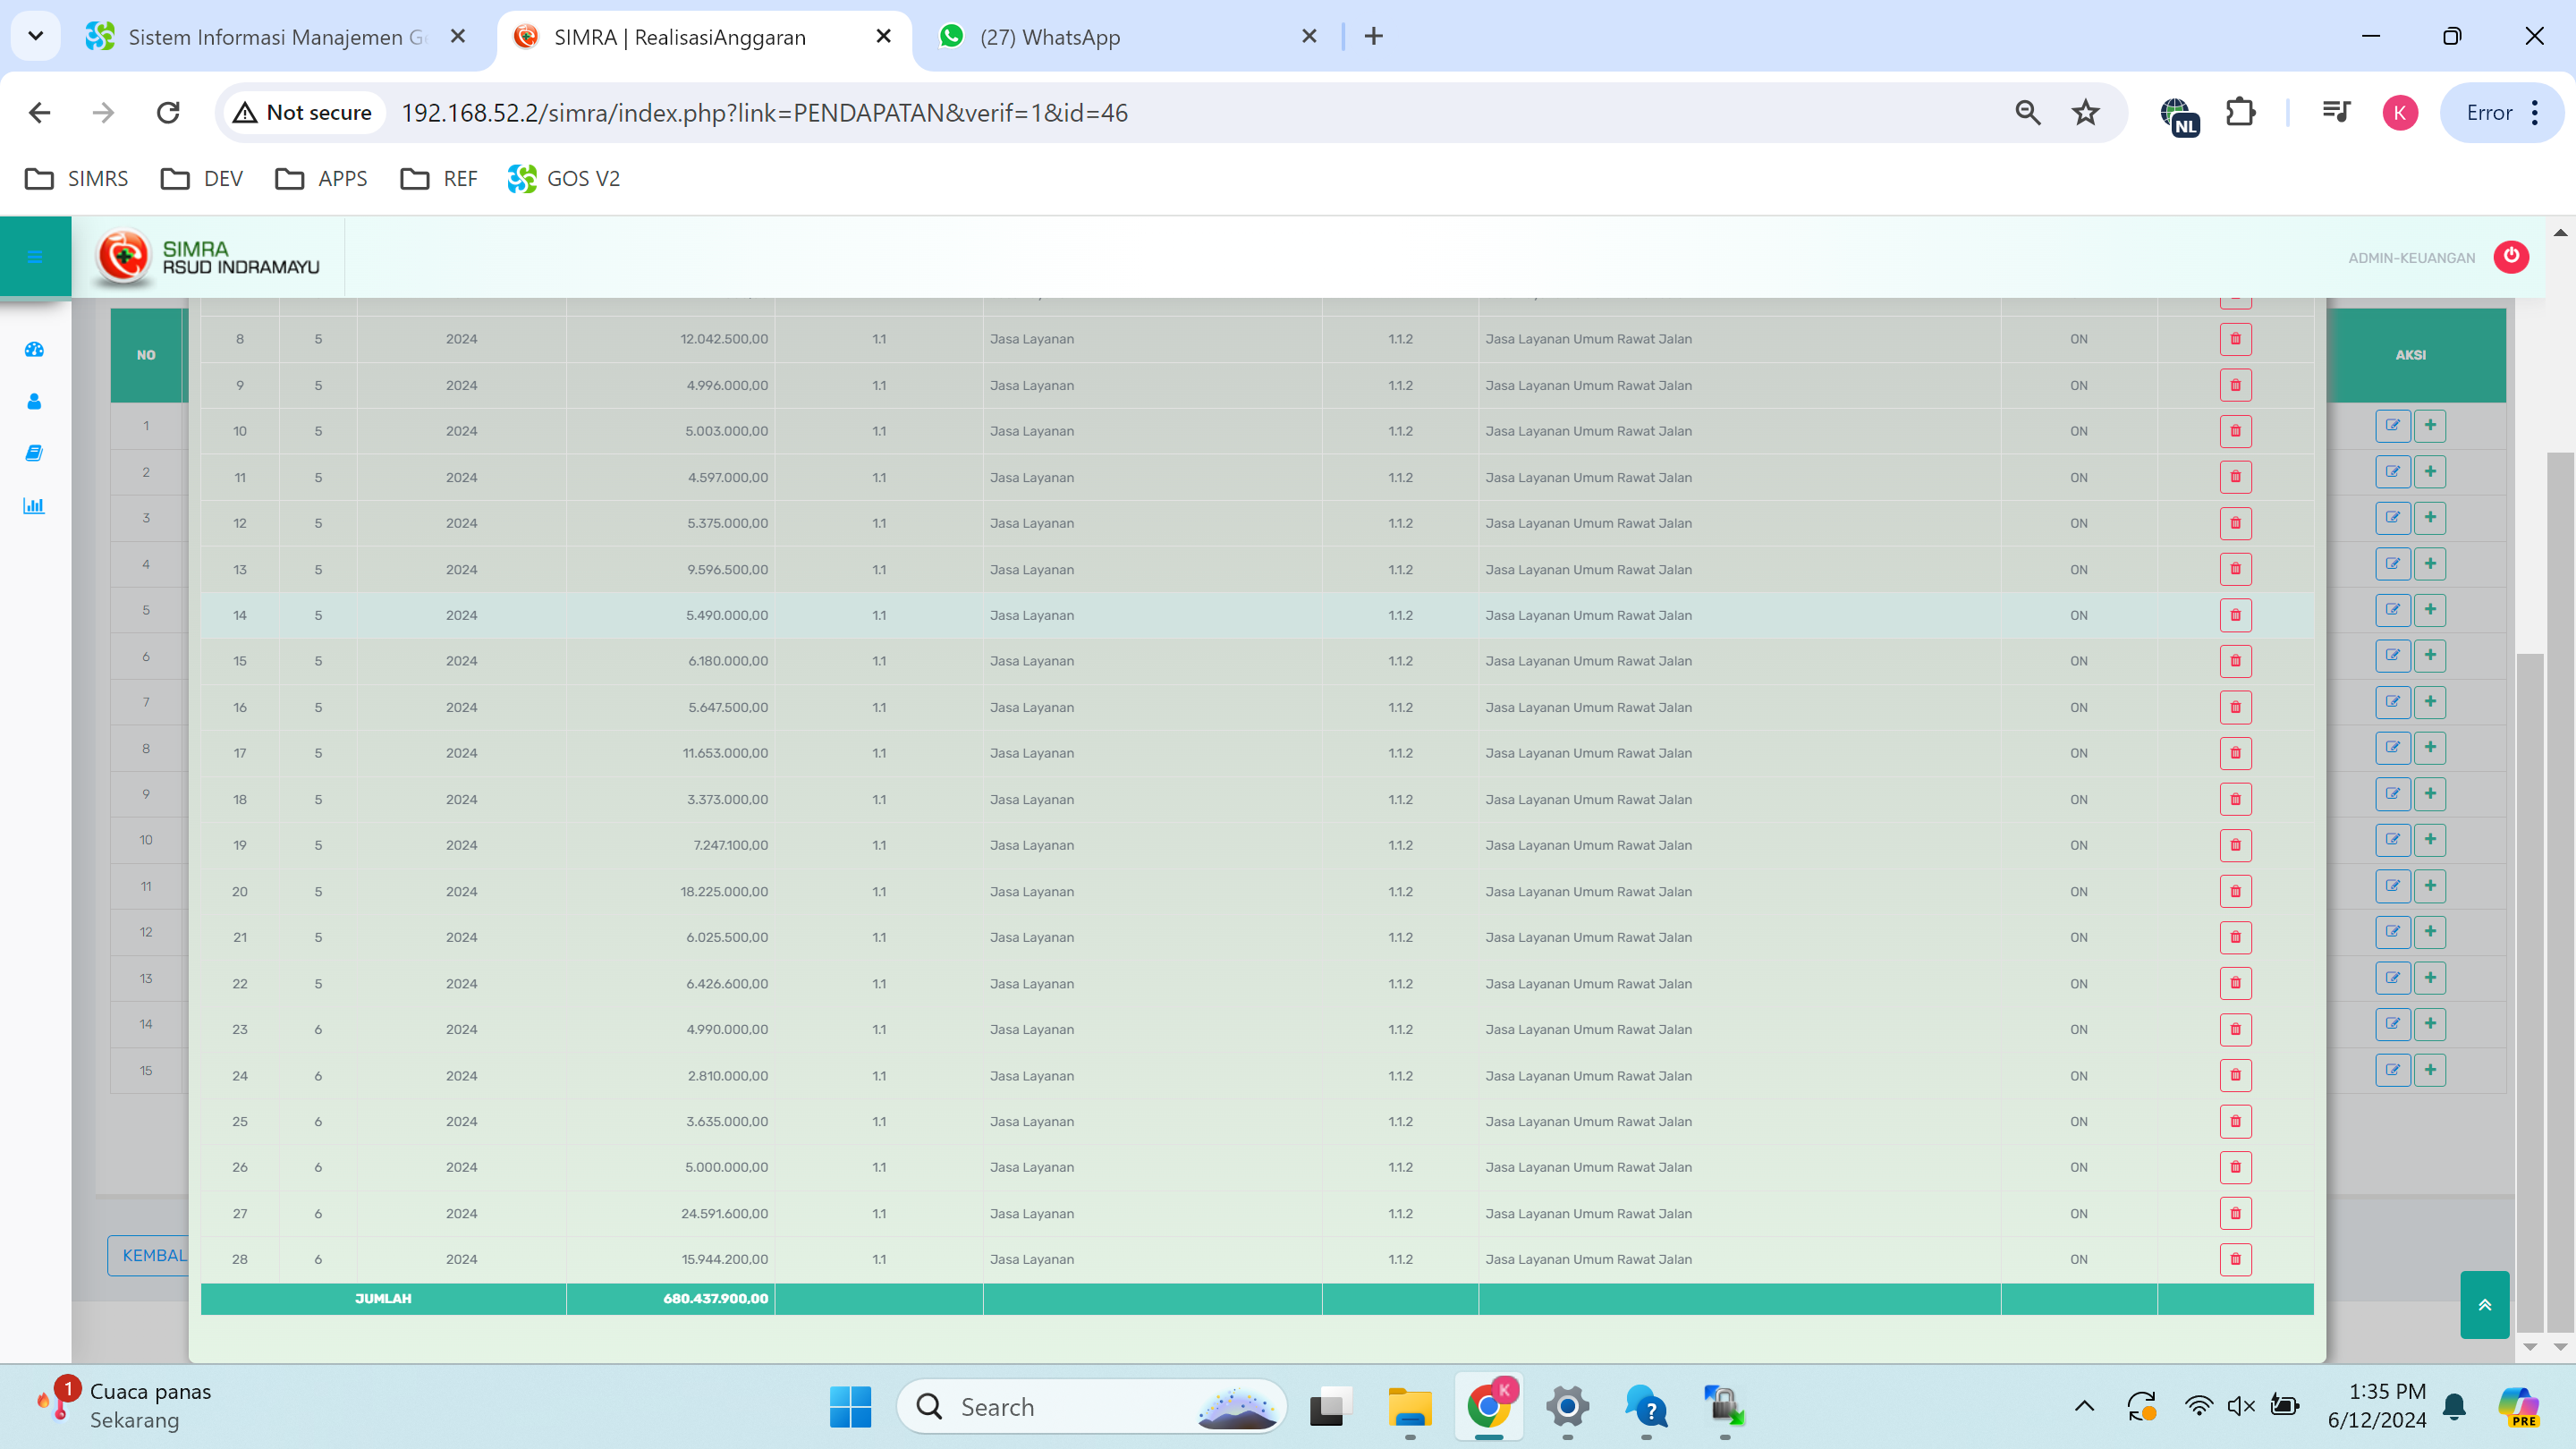 Sistem Informasi Manajemen Ge
SIMRA | RealisasiAnggaran
(27) WhatsApp
Not secure
192.168.52.2/simra/index.php?link=PENDAPATAN&verif=1&id=46
NL
K
Error
SIMRS
DEV
APPS
REF
GOS V2
SIMRA
RSUD INDRAMAYU
ADMIN-KEUANGAN
NO
AKSI
8 5 2024 12.042.500,00 1.1 Jasa Layanan 1.1.2 Jasa Layanan Umum Rawat Jalan ON
9 5 2024 4.996.000,00 1.1 Jasa Layanan 1.1.2 Jasa Layanan Umum Rawat Jalan ON
1
10 5 2024 5.003.000,00 1.1 Jasa Layanan 1.1.2 Jasa Layanan Umum Rawat Jalan ON
2
11 5 2024 4.597.000,00 1.1 Jasa Layanan 1.1.2 Jasa Layanan Umum Rawat Jalan ON
3
12 5 2024 5.375.000,00 1.1 Jasa Layanan 1.1.2 Jasa Layanan Umum Rawat Jalan ON
4
13 5 2024 9.596.500,00 1.1 Jasa Layanan 1.1.2 Jasa Layanan Umum Rawat Jalan ON
5
14 5 2024 5.490.000,00 1.1 Jasa Layanan 1.1.2 Jasa Layanan Umum Rawat Jalan ON
6
15 5 2024 6.180.000,00 1.1 Jasa Layanan 1.1.2 Jasa Layanan Umum Rawat Jalan ON
7
16 5 2024 5.647.500,00 1.1 Jasa Layanan 1.1.2 Jasa Layanan Umum Rawat Jalan ON
8
17 5 2024 11.653.000,00 1.1 Jasa Layanan 1.1.2 Jasa Layanan Umum Rawat Jalan ON
9
18 5 2024 3.373.000,00 1.1 Jasa Layanan 1.1.2 Jasa Layanan Umum Rawat Jalan ON
10
19 5 2024 7.247.100,00 1.1 Jasa Layanan 1.1.2 Jasa Layanan Umum Rawat Jalan ON
11
20 5 2024 18.225.000,00 1.1 Jasa Layanan 1.1.2 Jasa Layanan Umum Rawat Jalan ON
12
21 5 2024 6.025.500,00 1.1 Jasa Layanan 1.1.2 Jasa Layanan Umum Rawat Jalan ON
13
22 5 2024 6.426.600,00 1.1 Jasa Layanan 1.1.2 Jasa Layanan Umum Rawat Jalan ON
14
23 6 2024 4.990.000,00 1.1 Jasa Layanan 1.1.2 Jasa Layanan Umum Rawat Jalan ON
15
24 6 2024 2.810.000,00 1.1 Jasa Layanan 1.1.2 Jasa Layanan Umum Rawat Jalan ON
25 6 2024 3.635.000,00 1.1 Jasa Layanan 1.1.2 Jasa Layanan Umum Rawat Jalan ON
26 6 2024 5.000.000,00 1.1 Jasa Layanan 1.1.2 Jasa Layanan Umum Rawat Jalan ON
27 6 2024 24.591.600,00 1.1 Jasa Layanan 1.1.2 Jasa Layanan Umum Rawat Jalan ON
KEMBAL
28 6 2024 15.944.200,00 1.1 Jasa Layanan 1.1.2 Jasa Layanan Umum Rawat Jalan ON
JUMLAH 680.437.900,00
1
Cuaca panas
Sekarang
Search
K
1:35 PM
6/12/2024
PRE